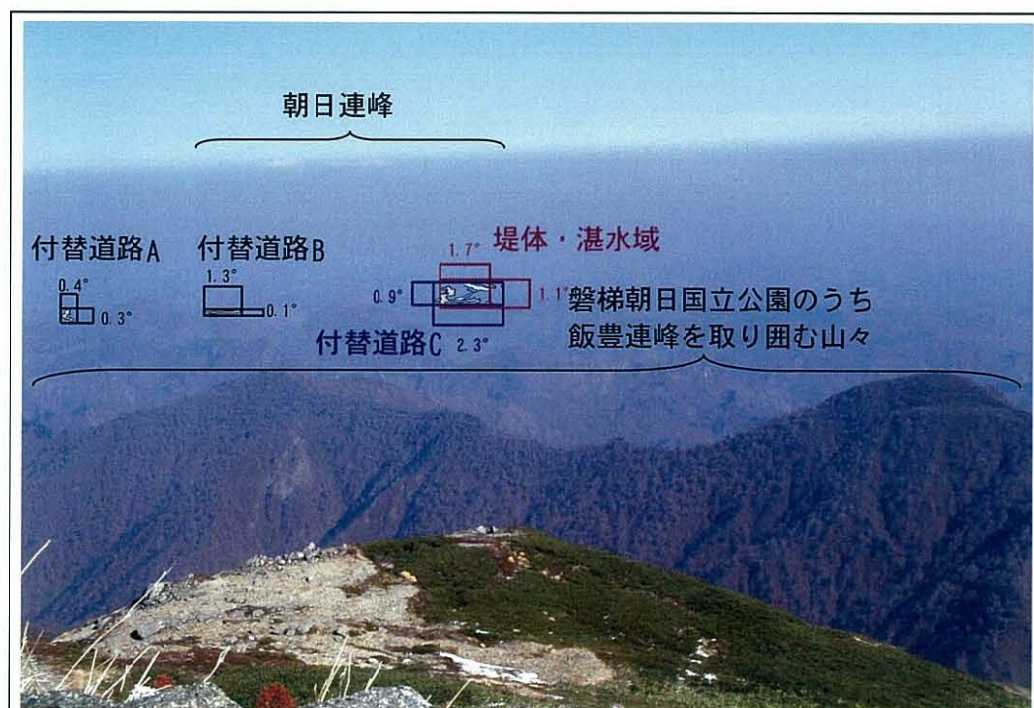 朝日連峰
付替道路A
0.4°
0.3°
付替道路B
1.3°
0.1°
堤体・湛水域
1.7°
0.9°
1.1°
付替道路C
2.3°
磐梯朝日国立公園のうち
飯豊連峰を取り囲む山々